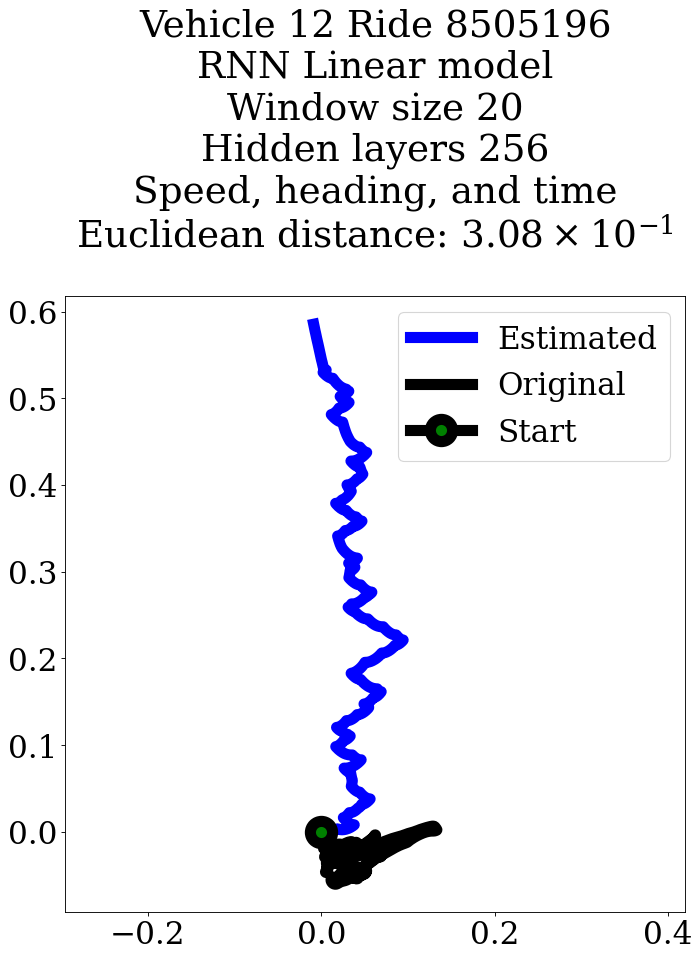 Vehicle 12 Ride 8505196
RNN Linear model
Window size 20
Hidden layers 256
Speed, heading, and time
Euclidean distance: 3.08 × 10⁻¹
0.6
0.5
0.4
0.3
0.2
0.1
0.0
Estimated
Original
Start
−0.2
0.0
0.2
0.4